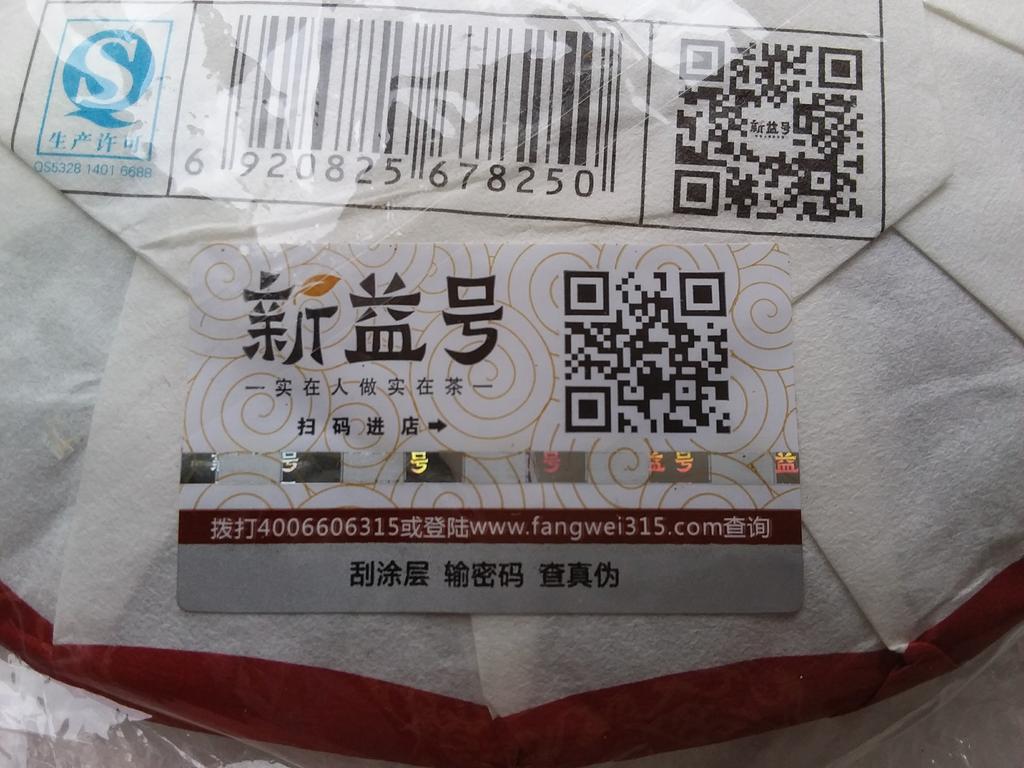 生产许可
QS5328 1401 6688
6 920825 678250
新益号
新益号
一实在人做实在茶一
扫码进店➡
号 号 号 益号 益
拨打4006606315或登陆www.fangwei315.com查询
刮涂层 输密码 查真伪